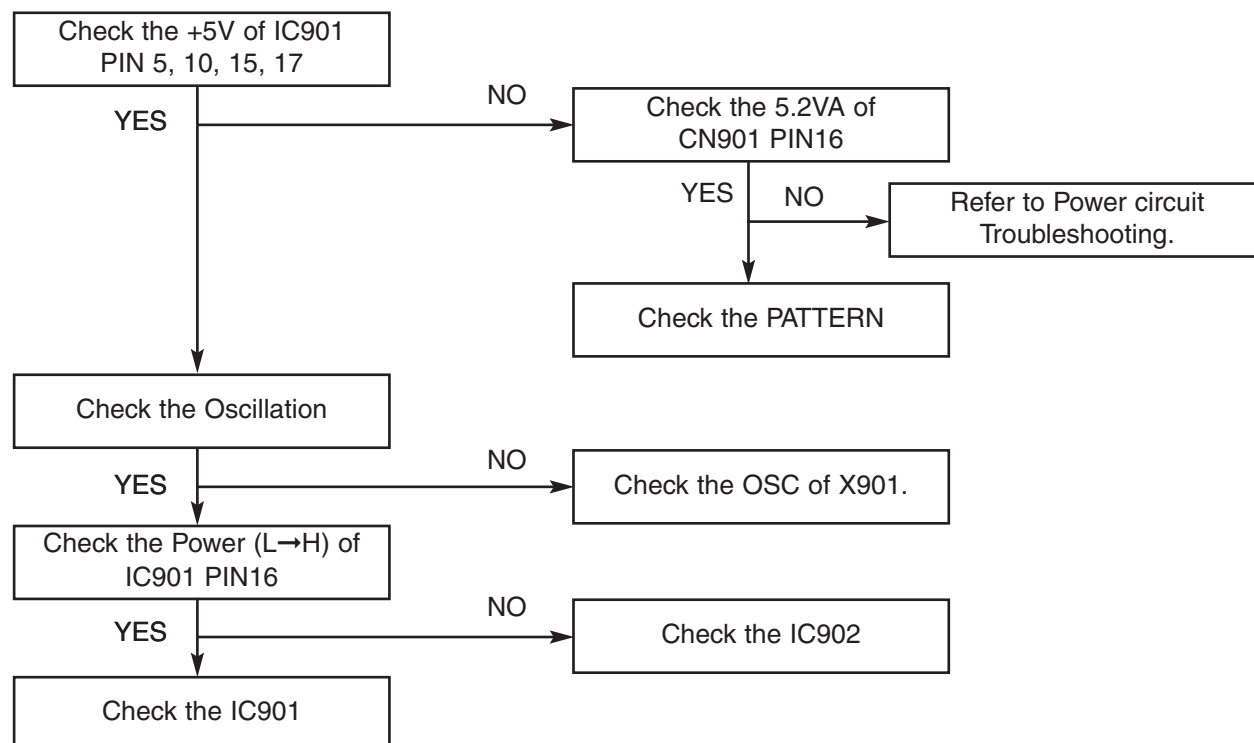 Check the +5V of IC901
PIN 5, 10, 15, 17
YES
NO
Check the 5.2VA of
CN901 PIN16
YES
NO
Refer to Power circuit
Troubleshooting.
Check the PATTERN
Check the Oscillation
YES
NO
Check the OSC of X901.
Check the Power (L→H) of
IC901 PIN16
YES
NO
Check the IC902
Check the IC901